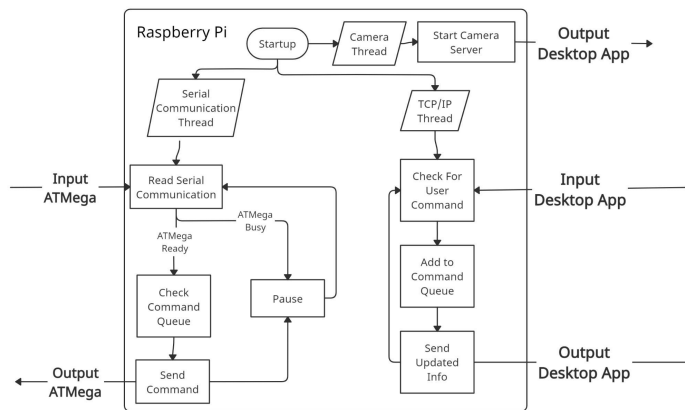 Raspberry Pi
Startup
Camera
Thread
Start Camera
Server
Output
Desktop App
Serial
Communication
Thread
TCP/IP
Thread
Input
ATMega
Read Serial
Communication
Check For
User
Command
Input
Desktop App
ATMega
Busy
ATMega
Ready
Check
Command
Queue
Pause
Add to
Command
Queue
Output
ATMega
Send
Command
Send
Updated
Info
Output
Desktop App